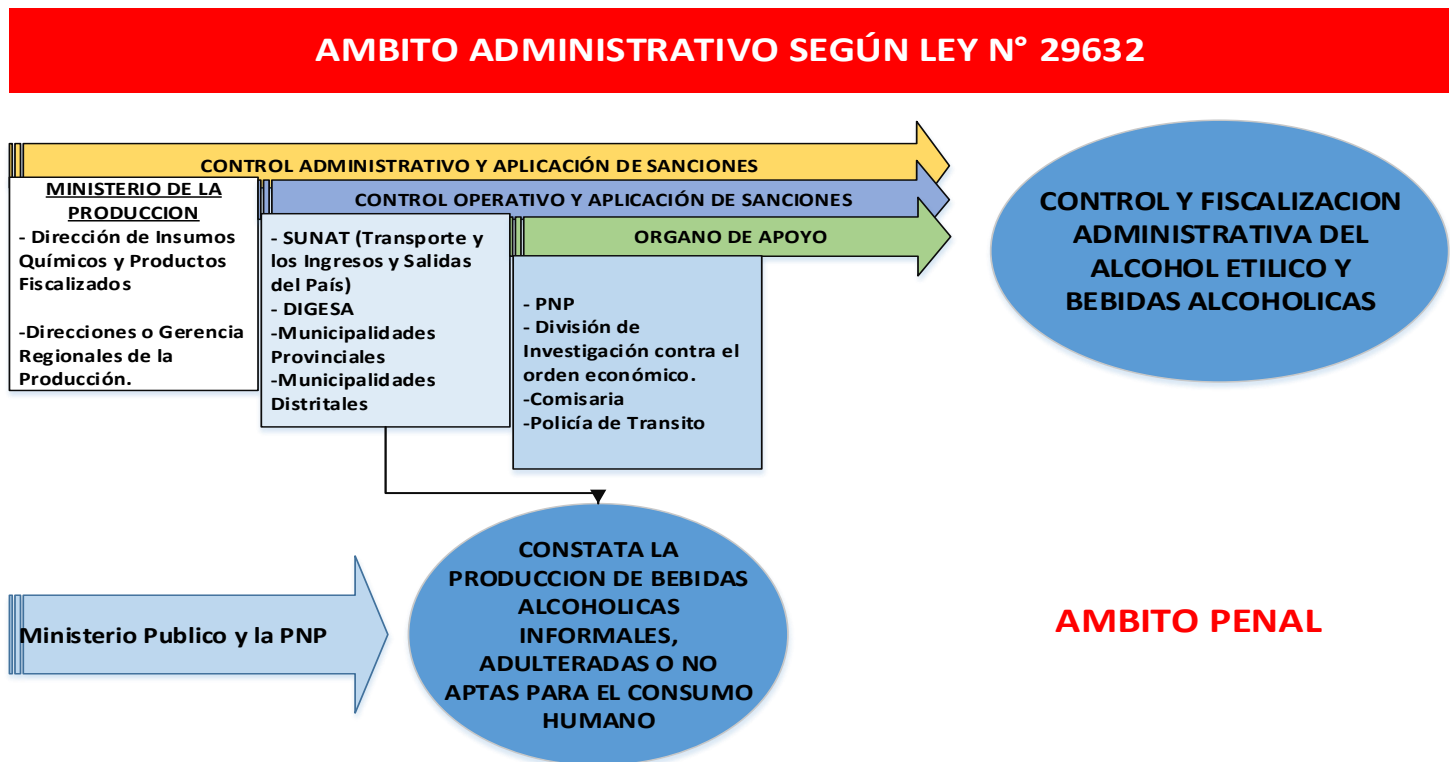 AMBITO ADMINISTRATIVO SEGÚN LEY N° 29632
CONTROL ADMINISTRATIVO Y APLICACIÓN DE SANCIONES
MINISTERIO DE LA
PRODUCCION
- Dirección de Insumos
Químicos y Productos
Fiscalizados
-Direcciones o Gerencia
Regionales de la
Producción.
CONTROL OPERATIVO Y APLICACIÓN DE SANCIONES
- SUNAT (Transporte y
los Ingresos y Salidas
del País)
- DIGESA
-Municipalidades
Provinciales
-Municipalidades
Distritales
ORGANO DE APOYO
- PNP
- División de
Investigación contra el
orden económico.
-Comisaria
-Policía de Transito
CONTROL Y FISCALIZACION
ADMINISTRATIVA DEL
ALCOHOL ETILICO Y
BEBIDAS ALCOHOLICAS
Ministerio Publico y la PNP
CONSTATA LA
PRODUCCION DE BEBIDAS
ALCOHOLICAS
INFORMALES,
ADULTERADAS O NO
APTAS PARA EL CONSUMO
HUMANO
AMBITO PENAL